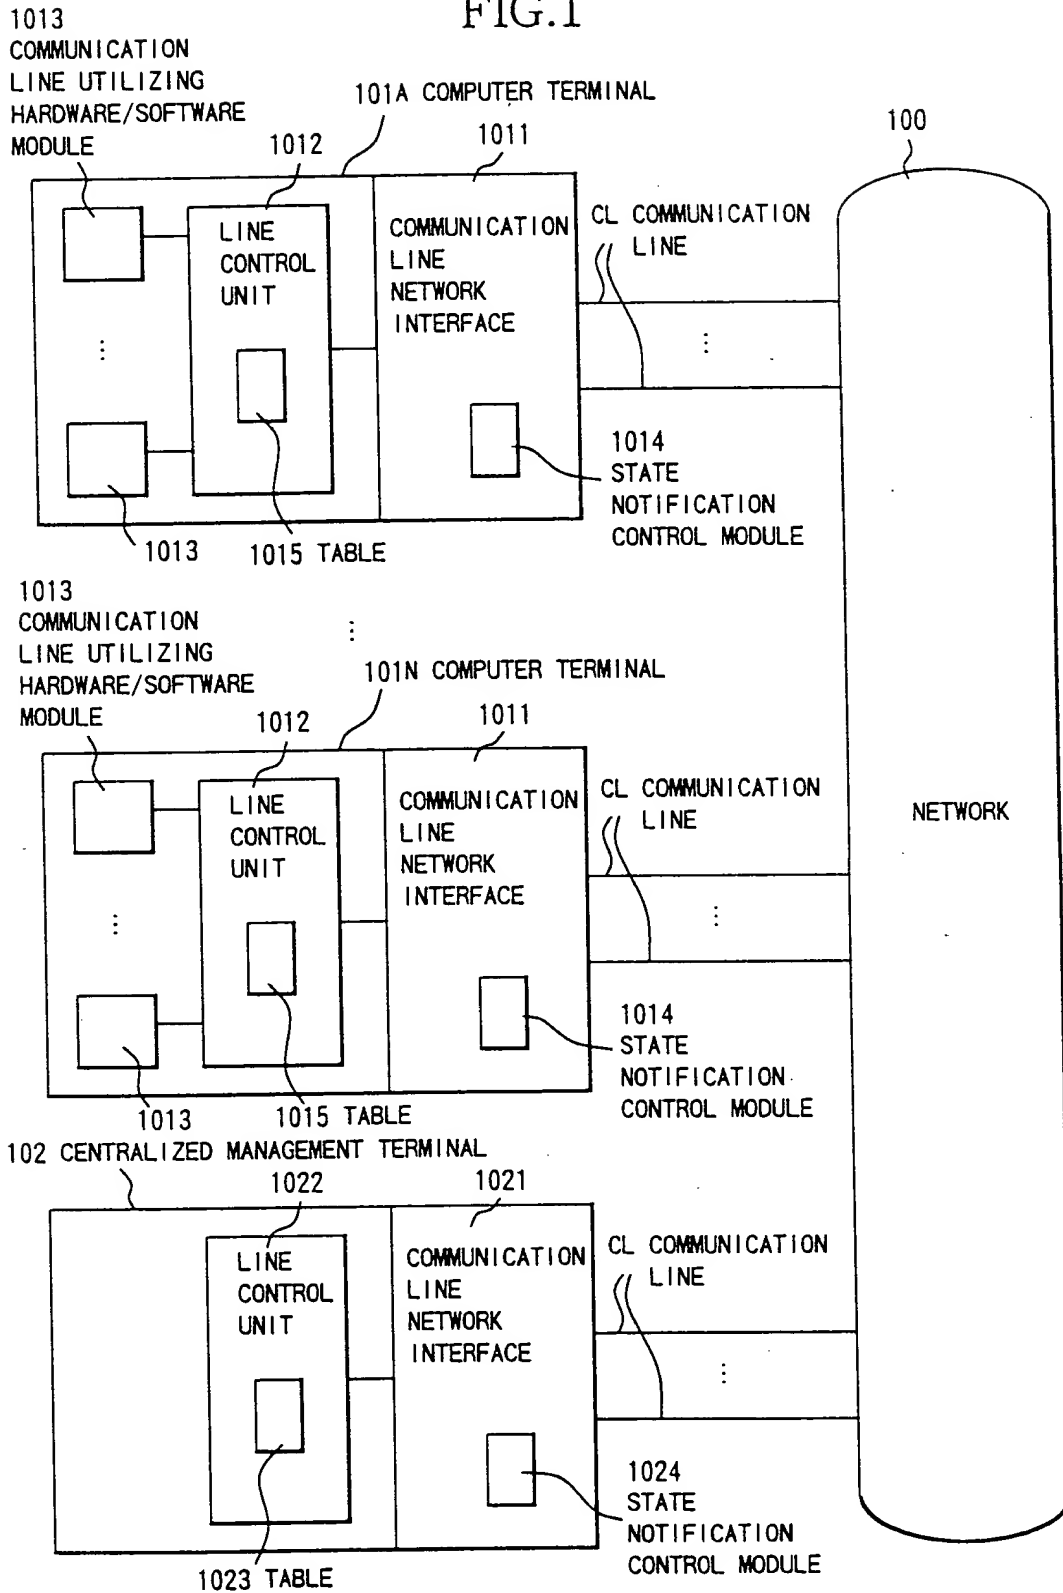 FIG.1
1013
COMMUNICATION
LINE UTILIZING
HARDWARE/SOFTWARE
MODULE
101A COMPUTER TERMINAL
1012
1011
100
LINE
CONTROL
UNIT
COMMUNICATION
LINE
NETWORK
INTERFACE
CL COMMUNICATION
LINE
1014
STATE
NOTIFICATION
CONTROL MODULE
1013
1015 TABLE
1013
COMMUNICATION
LINE UTILIZING
HARDWARE/SOFTWARE
MODULE
101N COMPUTER TERMINAL
1012
1011
LINE
CONTROL
UNIT
COMMUNICATION
LINE
NETWORK
INTERFACE
CL COMMUNICATION
LINE
NETWORK
1014
STATE
NOTIFICATION
CONTROL MODULE
1013
1015 TABLE
102 CENTRALIZED MANAGEMENT TERMINAL
1022
1021
LINE
CONTROL
UNIT
COMMUNICATION
LINE
NETWORK
INTERFACE
CL COMMUNICATION
LINE
1024
STATE
NOTIFICATION
CONTROL MODULE
1023 TABLE